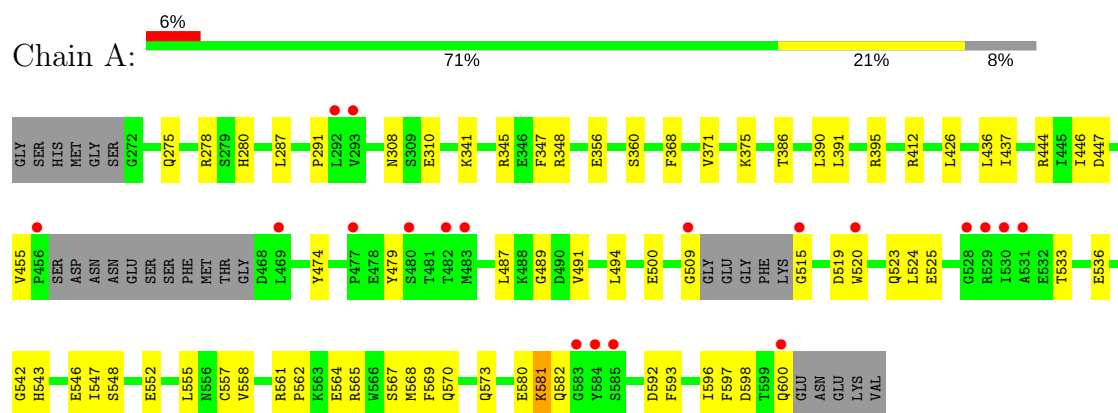 6%
Chain A:
71% 21% 8%
GLY SER HIS MET GLY SER G272 Q275 R278 S279 H280 L287 P291 L292 V293 N308 S309 E310 K341 R345 E346 F347 R348 E356 S360 F368 V371 K375 T386 L390 L391 R395 R412 L426 L436 I437 R444 I445 I446 D447
V455 P456 SER ASP ASN ASN GLU SER SER PHE MET THR GLY D468 L469 Y474 P477 E478 Y479 S480 T481 T482 M483 L487 K488 G489 D490 V491 L494 E500 G509 GLY GLU GLY PHE LYS G515 D519 W520 Q523 L524 E525 G528 R529 I530 A531 E532 T533 E536
G542 H543 E546 I547 S548 E552 L555 N556 C557 V558 R561 P562 K563 E564 R565 W566 S567 M568 F569 Q570 Q573 E580 K581 Q582 G583 Y584 S585 D592 F593 I596 F597 D598 T599 Q600 GLU ASN GLU LYS VAL